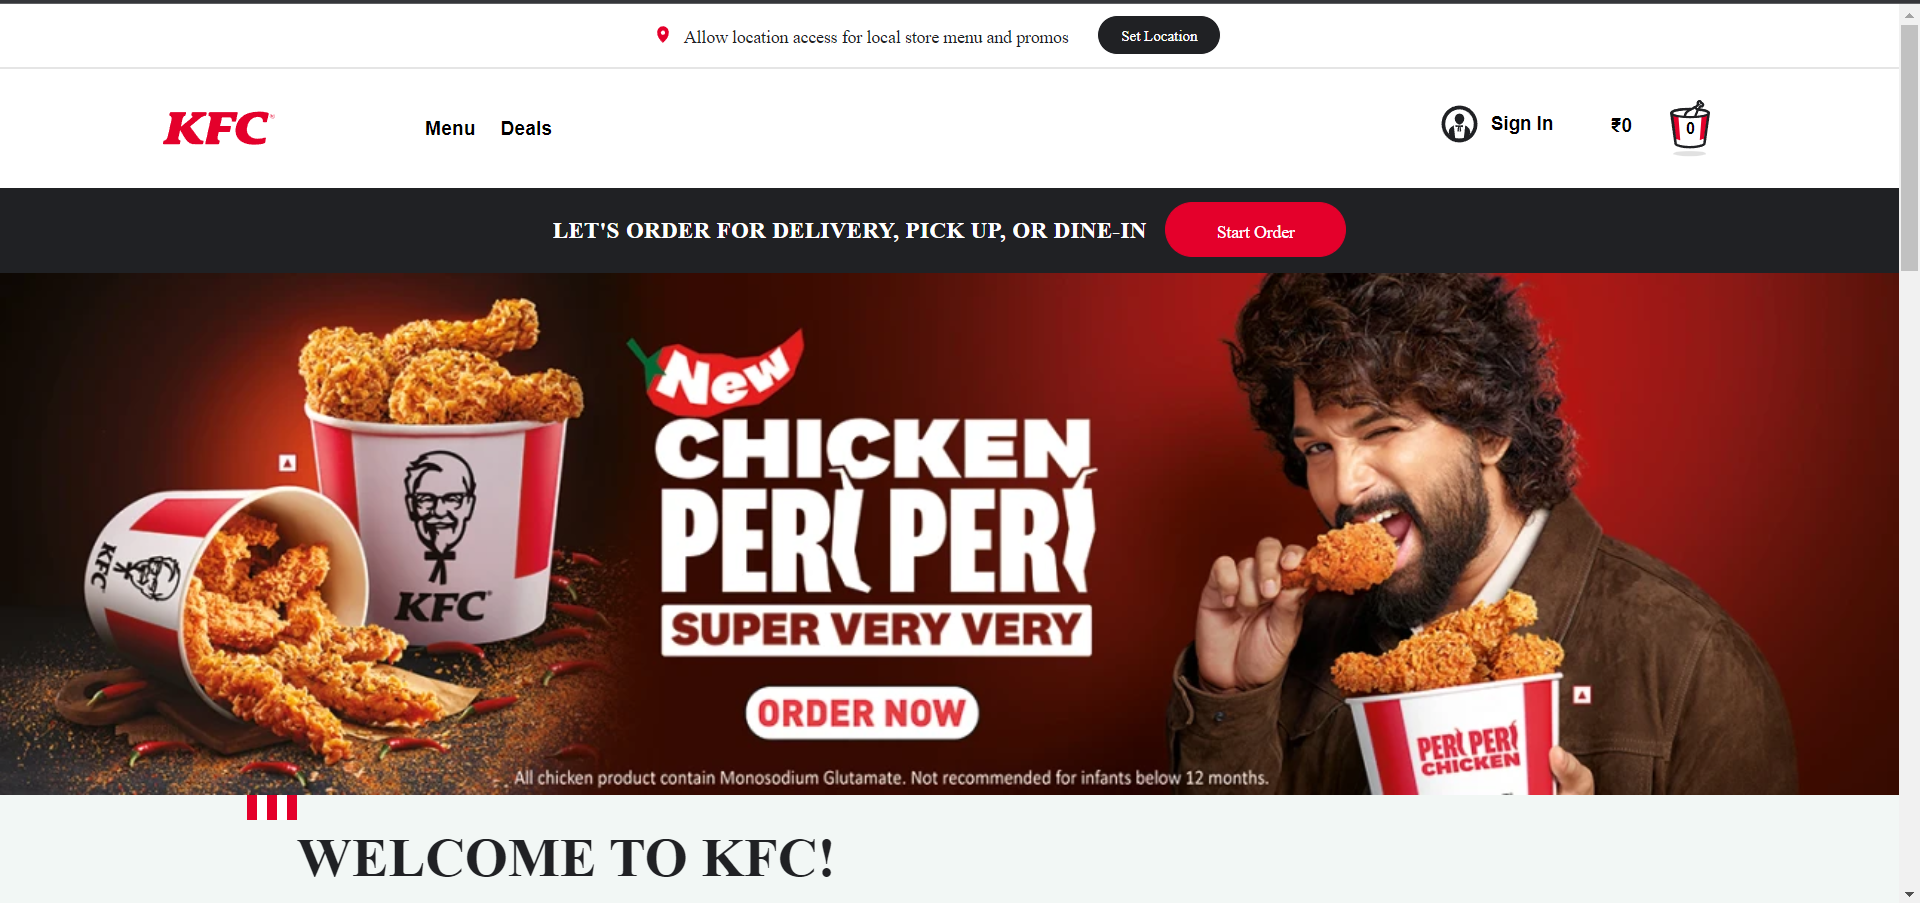 Allow location access for local store menu and promos
Set Location
KFC
Menu
Deals
Sign In
₹0
0
LET'S ORDER FOR DELIVERY, PICK UP, OR DINE-IN
Start Order
New
CHICKEN
PERI PERI
SUPER VERY VERY
ORDER NOW
KFC
KFC
PERI PERI
CHICKEN
All chicken product contain Monosodium Glutamate. Not recommended for infants below 12 months.
WELCOME TO KFC!